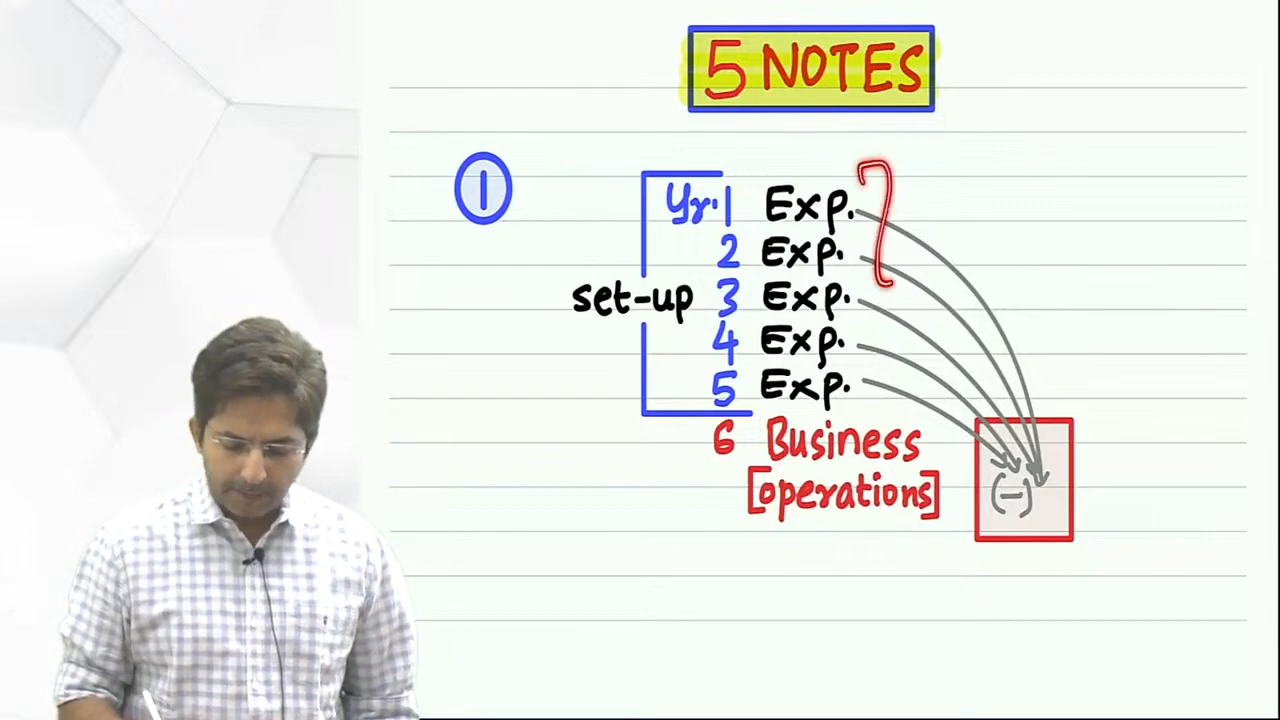 5 NOTES
1
Yr. 1 Exp.
2 Exp.
set-up 3 Exp.
4 Exp.
5 Exp.
6 Business
[operations]
(-)